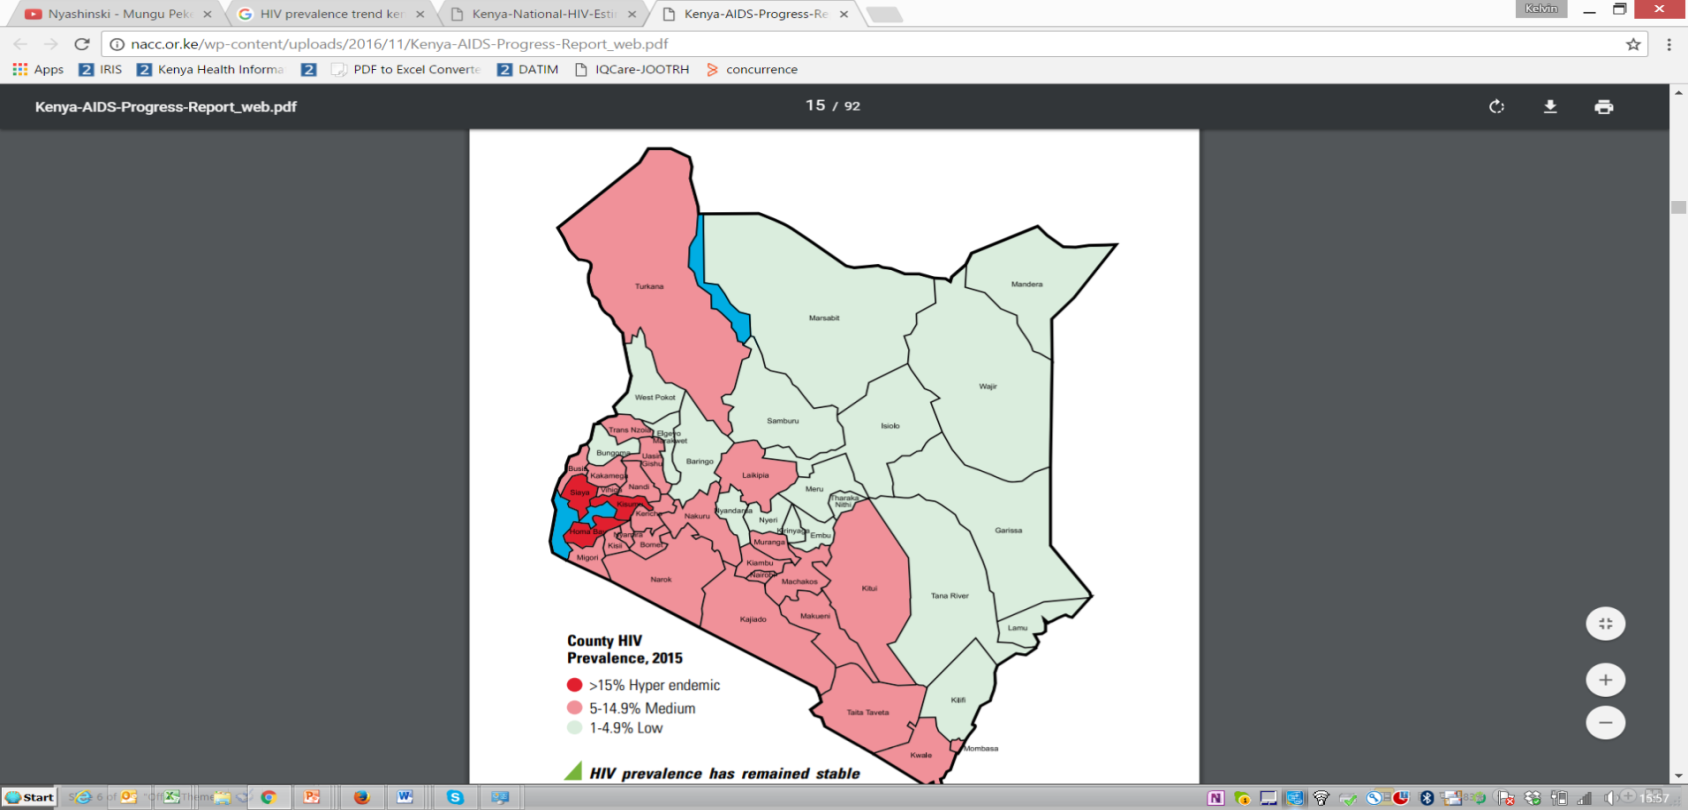 Nyashinski - Mungu Pek
HIV prevalence trend ken
Kenya-National-HIV-Esti
Kenya-AIDS-Progress-Re
Kelvin
nacc.or.ke/wp-content/uploads/2016/11/Kenya-AIDS-Progress-Report_web.pdf
Apps
IRIS
Kenya Health Informa
PDF to Excel Converte
DATIM
IQCare-JOOTRH
concurrence
Kenya-AIDS-Progress-Report_web.pdf
15 / 92
Turkana
Mandera
Marsabit
Wajir
West Pokot
Samburu
Isiolo
Trans Nzoia
Elgeyo
Marakwet
Bungoma
Uasin
Gishu
Baringo
Busia
Kakamega
Laikipia
Siaya
Vihiga
Nandi
Meru
Tharaka
Nithi
Kisumu
Kericho
Nakuru
Nyandarua
Nyeri
Kirinyaga
Embu
Garissa
Homa Bay
Nyamira
Kisii
Bomet
Muranga
Migori
Kiambu
Nairobi
Narok
Machakos
Kitui
Tana River
Kajiado
Makueni
Lamu
County HIV
Prevalence, 2015
>15% Hyper endemic
5-14.9% Medium
1-4.9% Low
Kilifi
Taita Taveta
Mombasa
Kwale
HIV prevalence has remained stable
Start
15:57